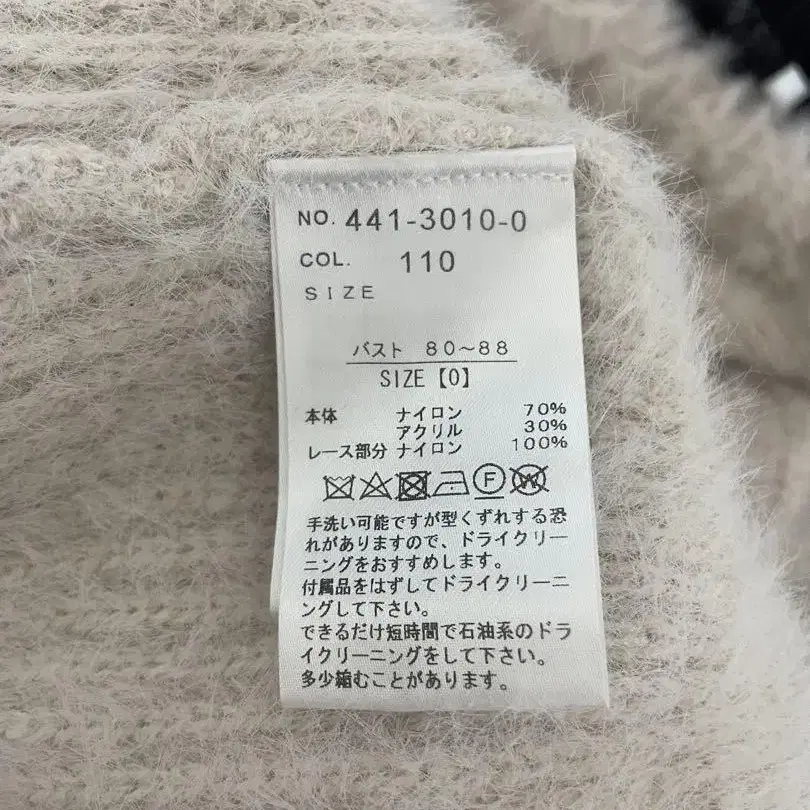 NO. 441-3010-0
COL. 110
SIZE
バスト 80~88
SIZE【0】
本体 ナイロン 70%
アクリル 30%
レース部分 ナイロン 100%
F W
手洗い可能ですが型くずれする恐
れがありますので、ドライクリー
ニングをおすすめします。
付属品をはずしてドライクリーニ
ングして下さい。
できるだけ短時間で石油系のドラ
イクリーニングをして下さい。
多少縮むことがあります。